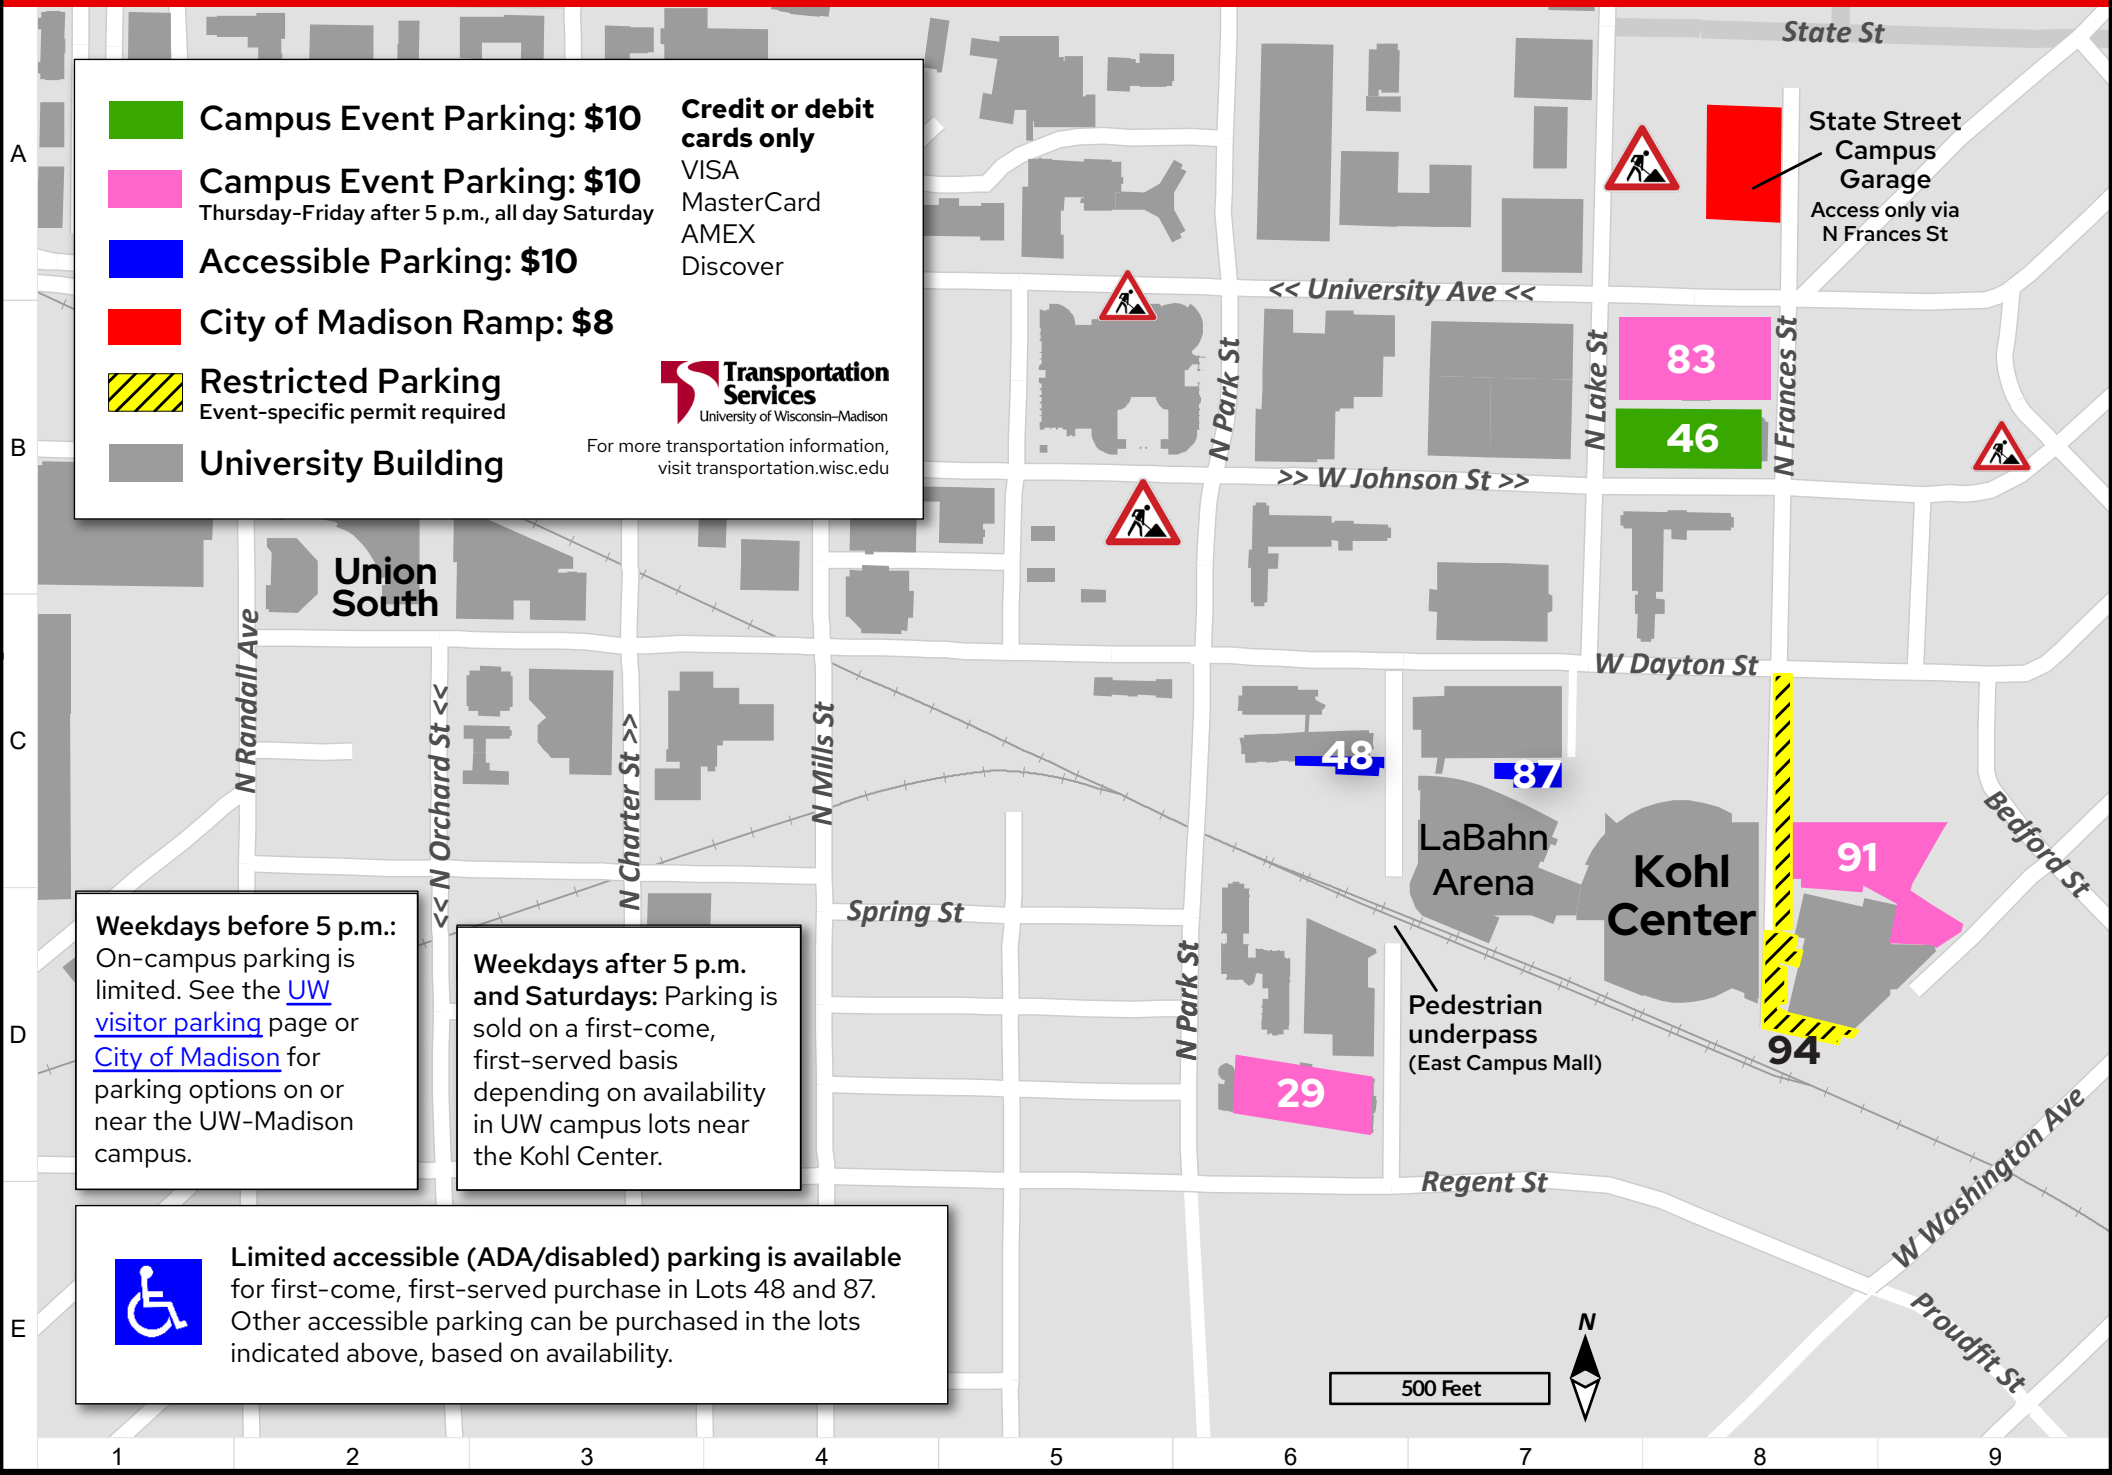 State St
Campus Event Parking: $10
Campus Event Parking: $10
Thursday-Friday after 5 p.m., all day Saturday
Accessible Parking: $10
City of Madison Ramp: $8
Restricted Parking
Event-specific permit required
University Building
Credit or debit
cards only
VISA
MasterCard
AMEX
Discover
Transportation
Services
University of Wisconsin–Madison
For more transportation information,
visit transportation.wisc.edu
State Street
Campus
Garage
Access only via
N Frances St
<< University Ave <<
N Park St
N Lake St
83
46
N Frances St
>> W Johnson St >>
Union
South
W Dayton St
N Randall Ave
<< N Orchard St <<
N Charter St >>
N Mills St
48
87
LaBahn
Arena
Kohl
Center
91
Bedford St
Spring St
N Park St
Pedestrian
underpass
(East Campus Mall)
94
29
Regent St
W Washington Ave
Proudfit St
Weekdays before 5 p.m.:
On-campus parking is
limited. See the UW
visitor parking page or
City of Madison for
parking options on or
near the UW-Madison
campus.
Weekdays after 5 p.m.
and Saturdays: Parking is
sold on a first-come,
first-served basis
depending on availability
in UW campus lots near
the Kohl Center.
Limited accessible (ADA/disabled) parking is available
for first-come, first-served purchase in Lots 48 and 87.
Other accessible parking can be purchased in the lots
indicated above, based on availability.
N
500 Feet
A
B
C
D
E
1 2 3 4 5 6 7 8 9